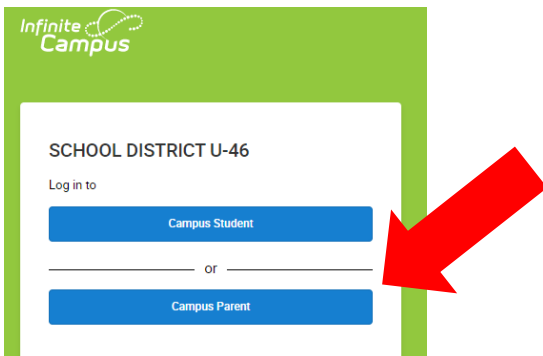 Infinite
Campus
SCHOOL DISTRICT U-46
Log in to
Campus Student
or
Campus Parent